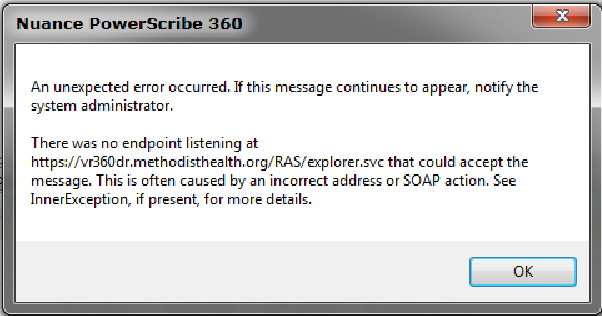 Nuance PowerScribe 360
An unexpected error occurred. If this message continues to appear, notify the
system administrator.
There was no endpoint listening at
https://vr360dr.methodisthealth.org/RAS/explorer.svc that could accept the
message. This is often caused by an incorrect address or SOAP action. See
InnerException, if present, for more details.
OK